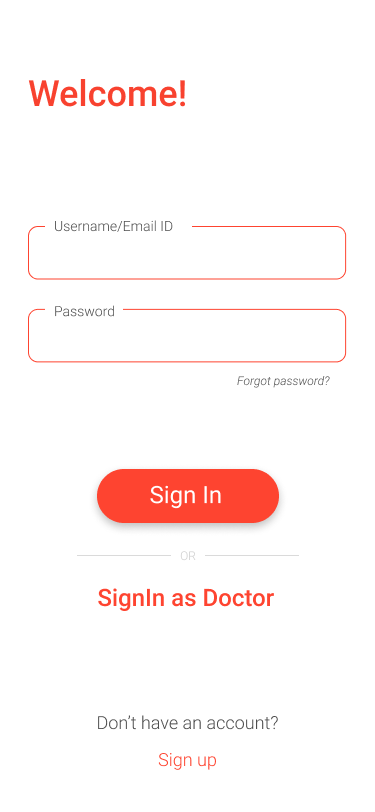 Welcome!
Username/Email ID
Password
Forgot password?
Sign In
OR
SignIn as Doctor
Don’t have an account?
Sign up